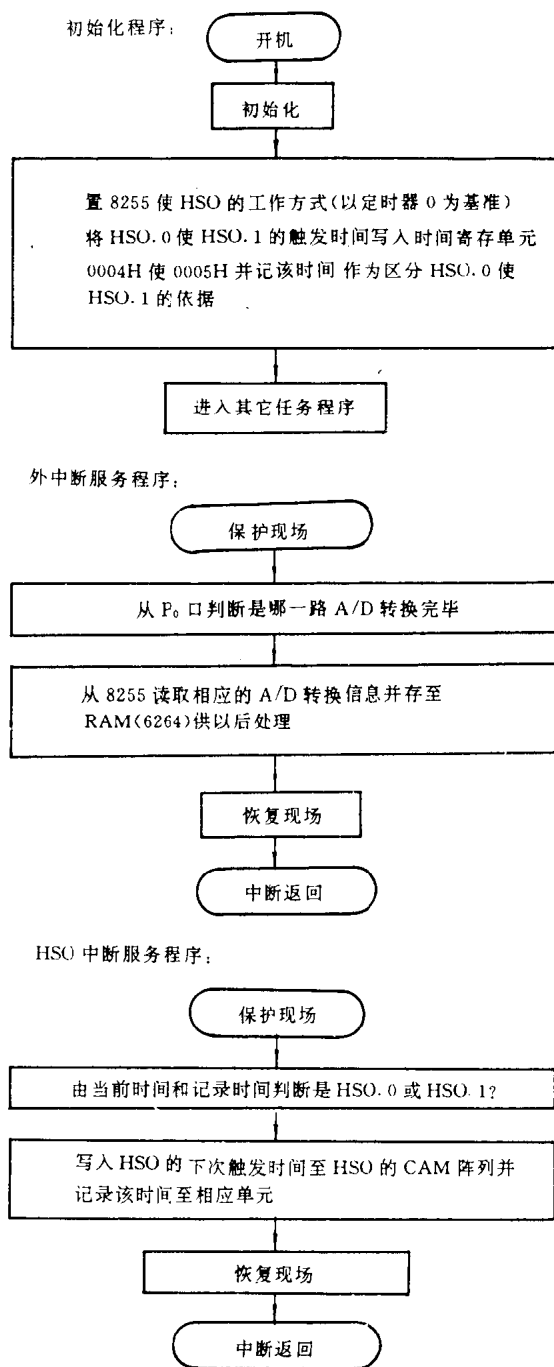 初始化程序:
开机
初始化
置 8255 使 HSO 的工作方式(以定时器 0 为基准)
将 HSO.0 使 HSO.1 的触发时间写入时间寄存单元
0004H 使 0005H 并记该时间 作为区分 HSO.0 使
HSO.1 的依据
进入其它任务程序
外中断服务程序:
保护现场
从 P₀ 口判断是哪一路 A/D 转换完毕
从 8255 读取相应的 A/D 转换信息并存至
RAM(6264)供以后处理
恢复现场
中断返回
HSO 中断服务程序:
保护现场
由当前时间和记录时间判断是 HSO.0 或 HSO.1?
写入 HSO 的下次触发时间至 HSO 的 CAM 阵列并
记录该时间至相应单元
恢复现场
中断返回